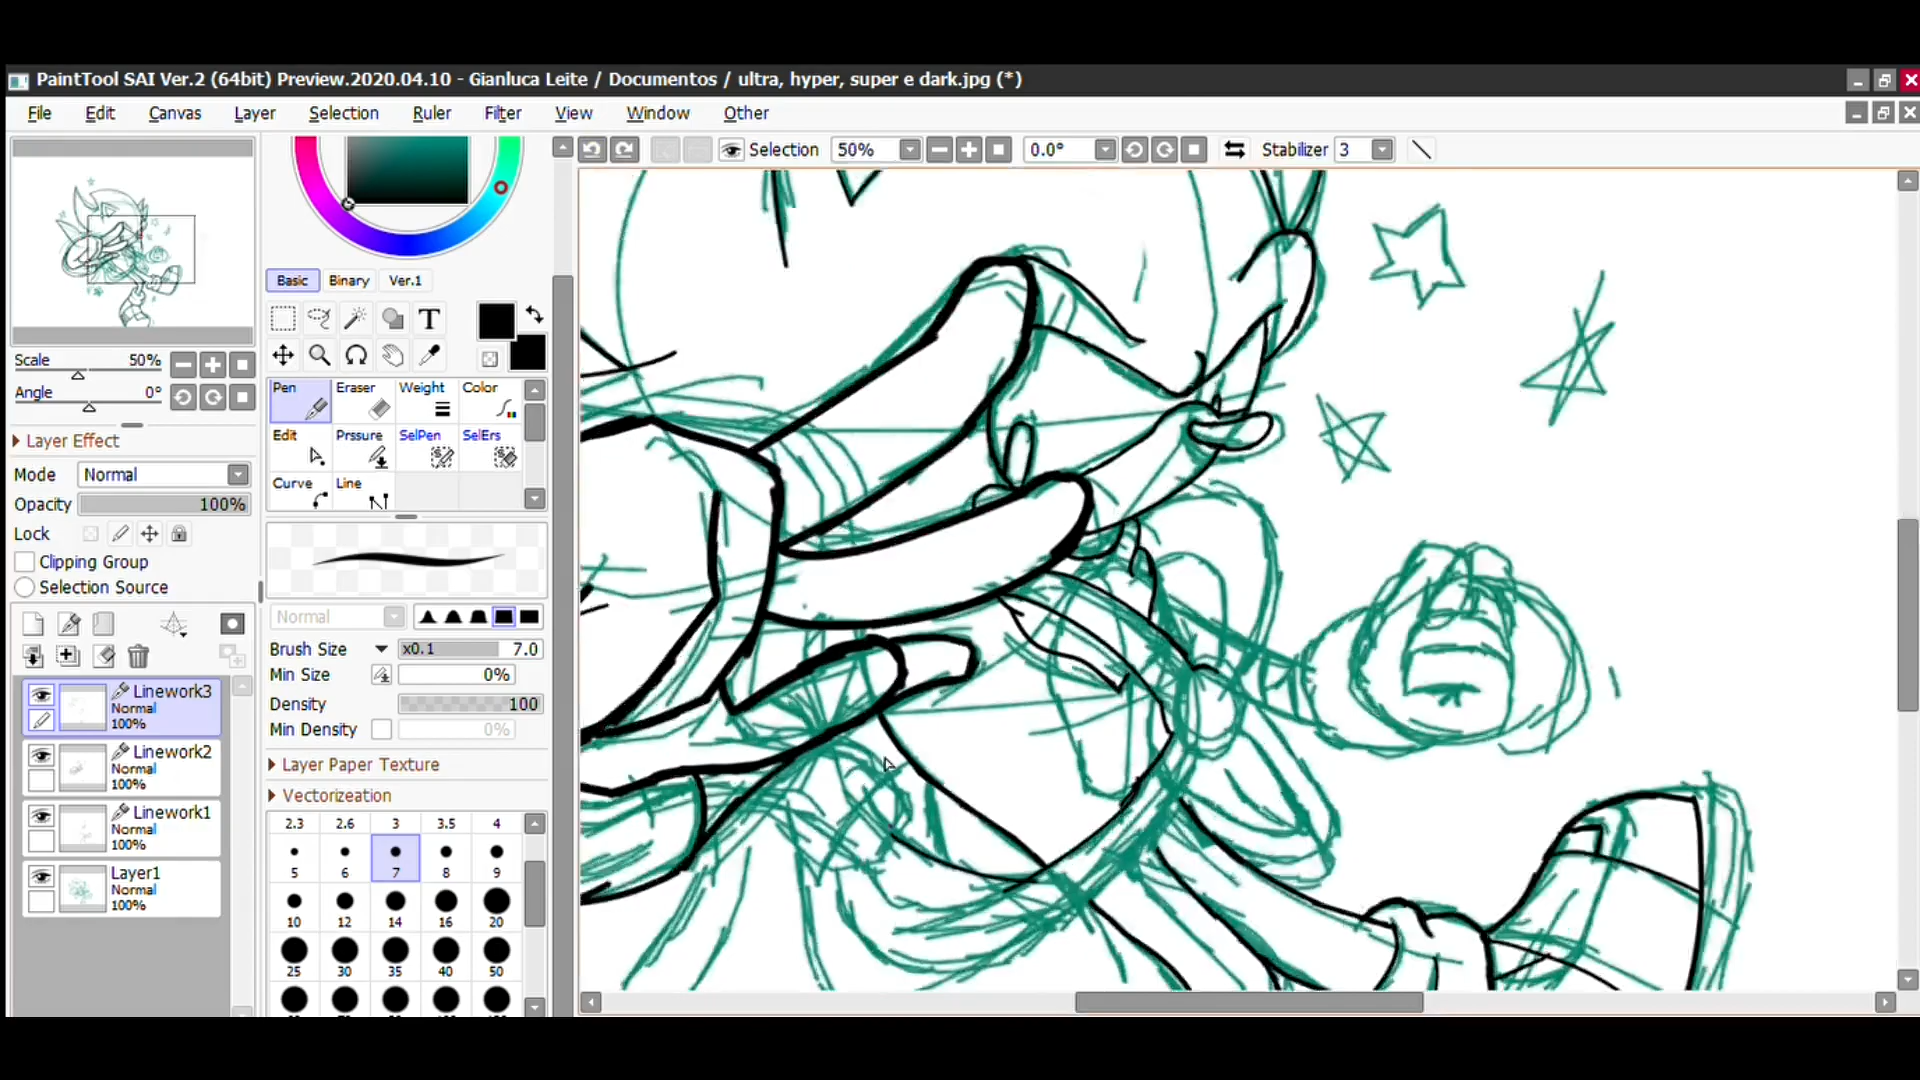 PaintTool SAI Ver.2 (64bit) Preview.2020.04.10 - Gianluca Leite / Documentos / ultra, hyper, super e dark.jpg (*)
File Edit Canvas Layer Selection Ruler Filter View Window Other
Selection 50% 0.0° Stabilizer 3
Basic Binary Ver.1
T
Scale 50%
Angle 0°
Pen Eraser Weight Color
Edit Prssure SelPen SelErs
Curve Line
Layer Effect
Mode Normal
Opacity 100%
Lock
Clipping Group
Selection Source
Normal
Brush Size x0.1 7.0
Min Size 0%
Density 100
Min Density 0%
Layer Paper Texture
Vectorizeation
Linework3
Normal
100%
Linework2
Normal
100%
Linework1
Normal
100%
Layer1
Normal
100%
2.3 2.6 3 3.5 4
5 6 7 8 9
10 12 14 16 20
25 30 35 40 50